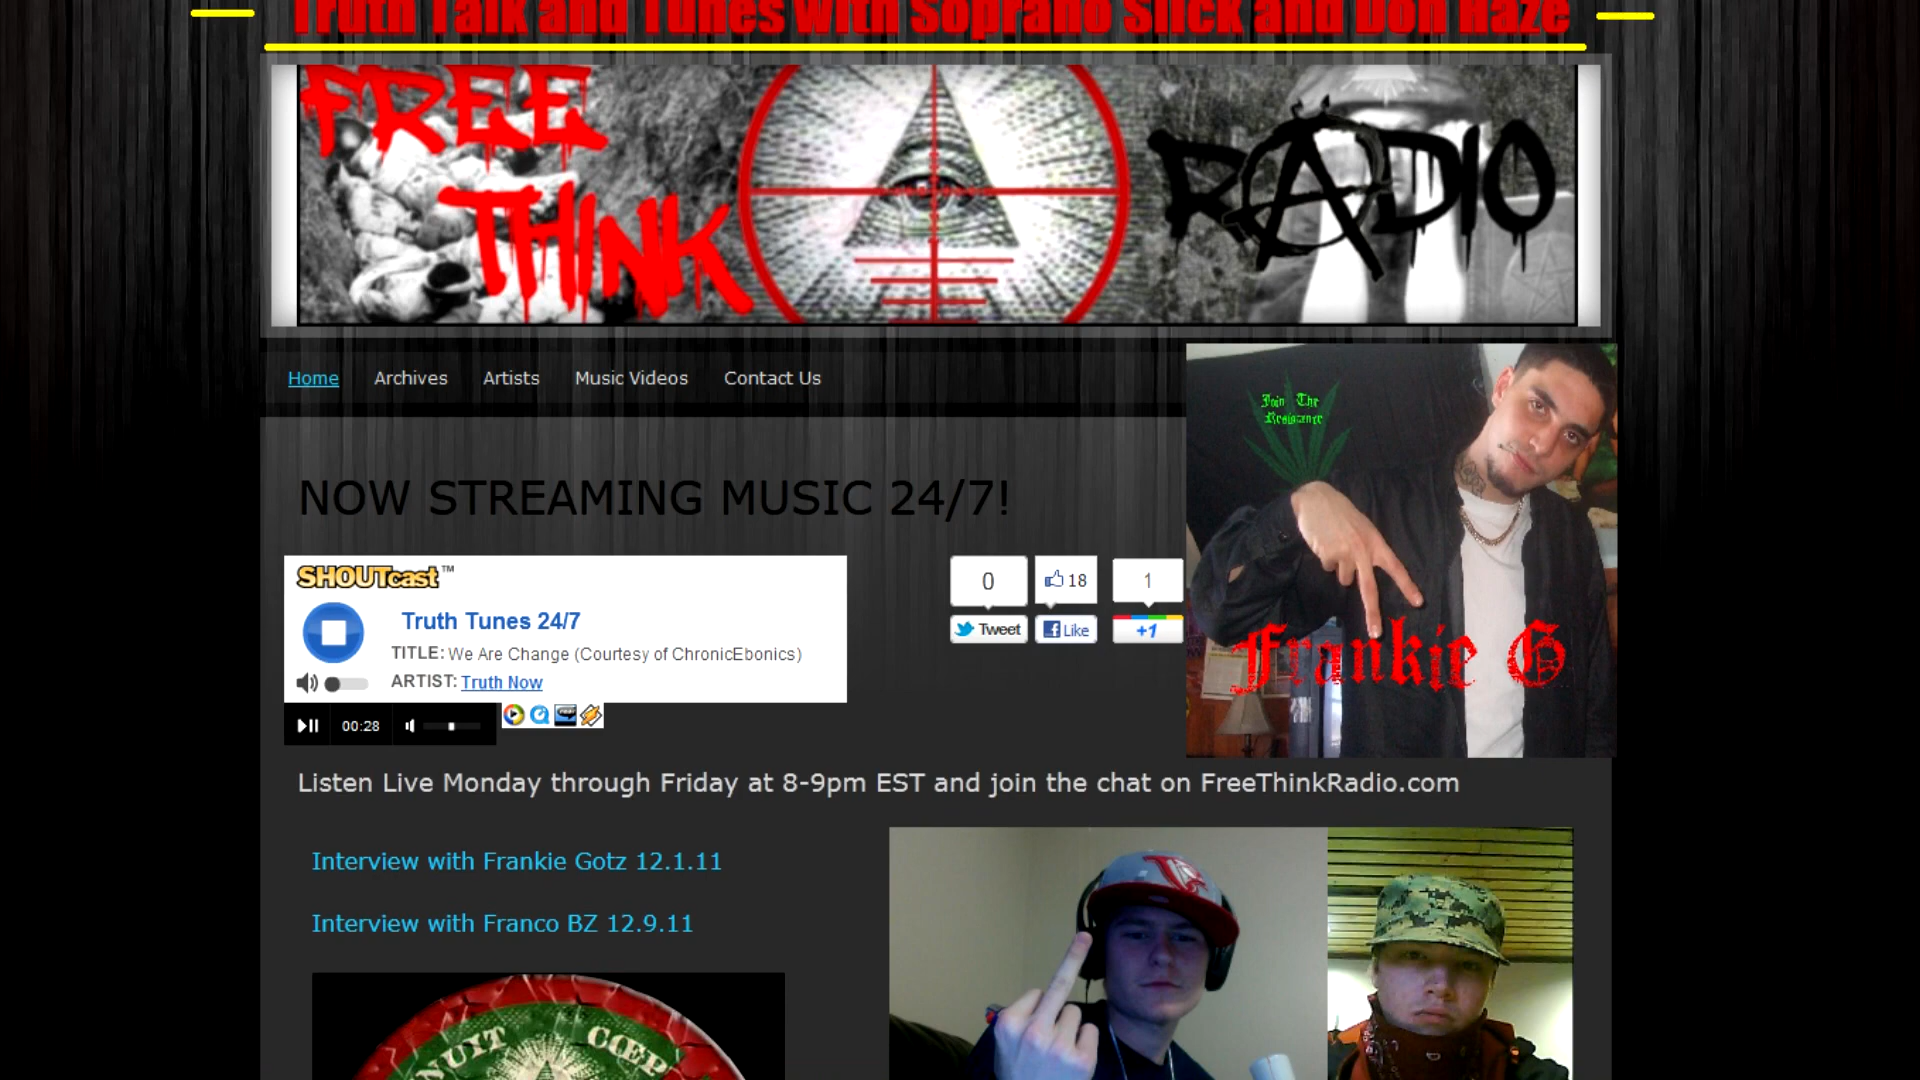 Truth Talk and Tunes with Soprano Slick and Don Haze
FREE
THINK
RADIO
Home Archives Artists Music Videos Contact Us
Join The
Resistance
NOW STREAMING MUSIC 24/7!
SHOUTcast™
Truth Tunes 24/7
TITLE: We Are Change (Courtesy of ChronicEbonics)
ARTIST: Truth Now
00:28
0 18 1
Tweet Like +1
Frankie G
Listen Live Monday through Friday at 8-9pm EST and join the chat on FreeThinkRadio.com
Interview with Frankie Gotz 12.1.11
Interview with Franco BZ 12.9.11
NUIT CŒP